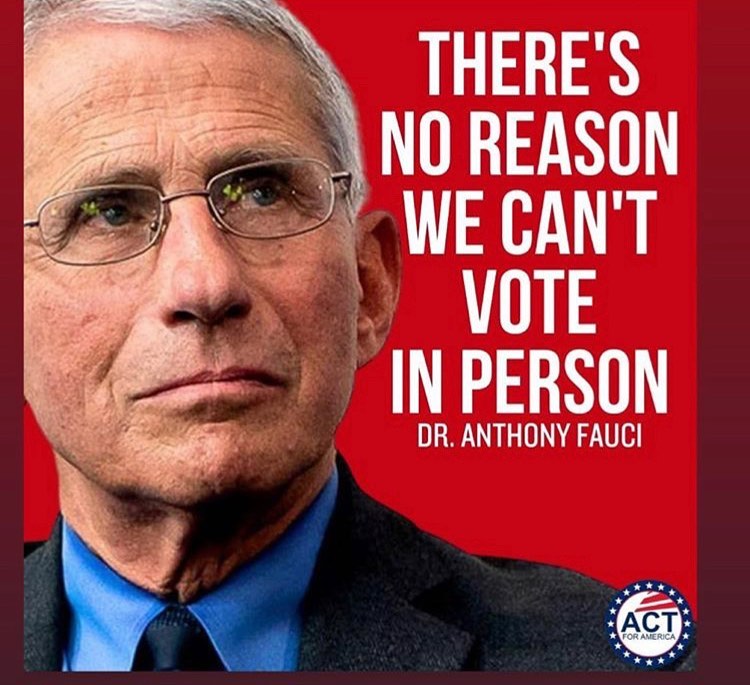 THERE'S
NO REASON
WE CAN'T
VOTE
IN PERSON
DR. ANTHONY FAUCI
ACT
FOR AMERICA